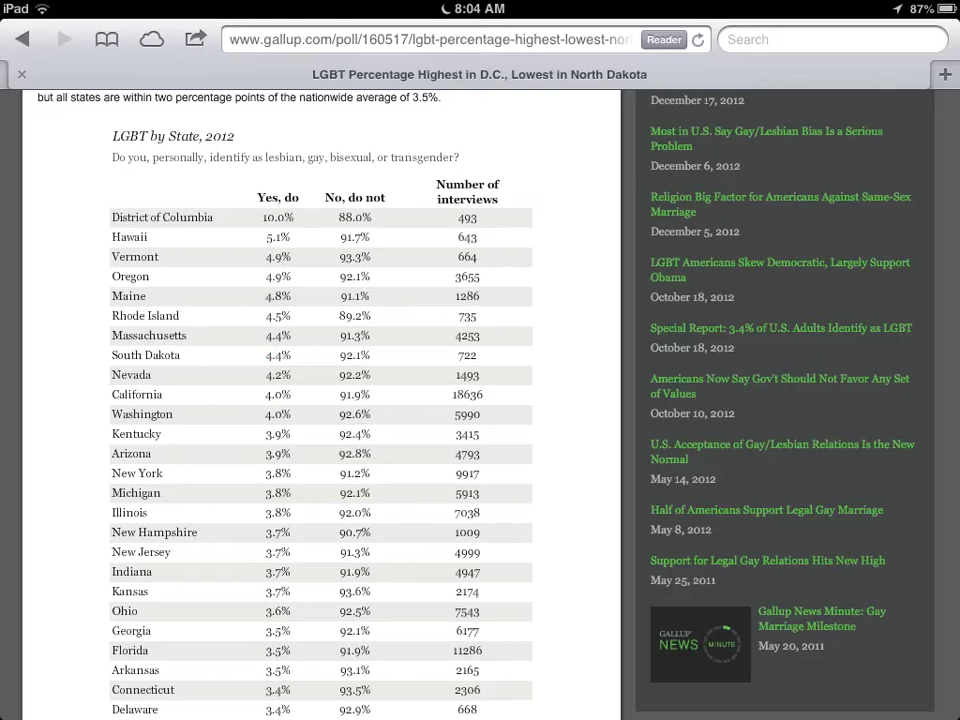 iPad 8:04 AM 87%
www.gallup.com/poll/160517/lgbt-percentage-highest-lowest-nor Reader Search
LGBT Percentage Highest in D.C., Lowest in North Dakota
but all states are within two percentage points of the nationwide average of 3.5%.
LGBT by State, 2012
Do you, personally, identify as lesbian, gay, bisexual, or transgender?
Number of
Yes, do No, do not interviews
District of Columbia 10.0% 88.0% 493
Hawaii 5.1% 91.7% 643
Vermont 4.9% 93.3% 664
Oregon 4.9% 92.1% 3655
Maine 4.8% 91.1% 1286
Rhode Island 4.5% 89.2% 735
Massachusetts 4.4% 91.3% 4253
South Dakota 4.4% 92.1% 722
Nevada 4.2% 92.2% 1493
California 4.0% 91.9% 18636
Washington 4.0% 92.6% 5990
Kentucky 3.9% 92.4% 3415
Arizona 3.9% 92.8% 4793
New York 3.8% 91.2% 9917
Michigan 3.8% 92.1% 5913
Illinois 3.8% 92.0% 7038
New Hampshire 3.7% 90.7% 1009
New Jersey 3.7% 91.3% 4999
Indiana 3.7% 91.9% 4947
Kansas 3.7% 93.6% 2174
Ohio 3.6% 92.5% 7543
Georgia 3.5% 92.1% 6177
Florida 3.5% 91.9% 11286
Arkansas 3.5% 93.1% 2165
Connecticut 3.4% 93.5% 2306
Delaware 3.4% 92.9% 668
December 17, 2012
Most in U.S. Say Gay/Lesbian Bias Is a Serious
Problem
December 6, 2012
Religion Big Factor for Americans Against Same-Sex
Marriage
December 5, 2012
LGBT Americans Skew Democratic, Largely Support
Obama
October 18, 2012
Special Report: 3.4% of U.S. Adults Identify as LGBT
October 18, 2012
Americans Now Say Gov't Should Not Favor Any Set
of Values
October 10, 2012
U.S. Acceptance of Gay/Lesbian Relations Is the New
Normal
May 14, 2012
Half of Americans Support Legal Gay Marriage
May 8, 2012
Support for Legal Gay Relations Hits New High
May 25, 2011
GALLUP
NEWS MINUTE
Gallup News Minute: Gay
Marriage Milestone
May 20, 2011